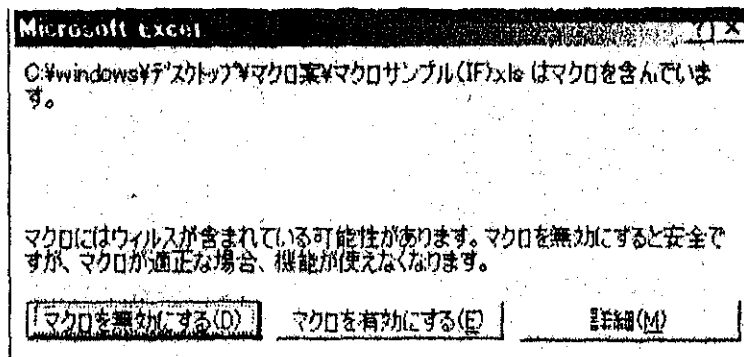 Microsoft Excel
C:¥windows¥デスクトップ¥マクロ案¥マクロサンプル(IF).xls はマクロを含んでいま
す。
マクロにはウィルスが含まれている可能性があります。マクロを無効にすると安全で
すが、マクロが適正な場合、機能が使えなくなります。
マクロを無効にする(D) マクロを有効にする(E) 詳細(M)